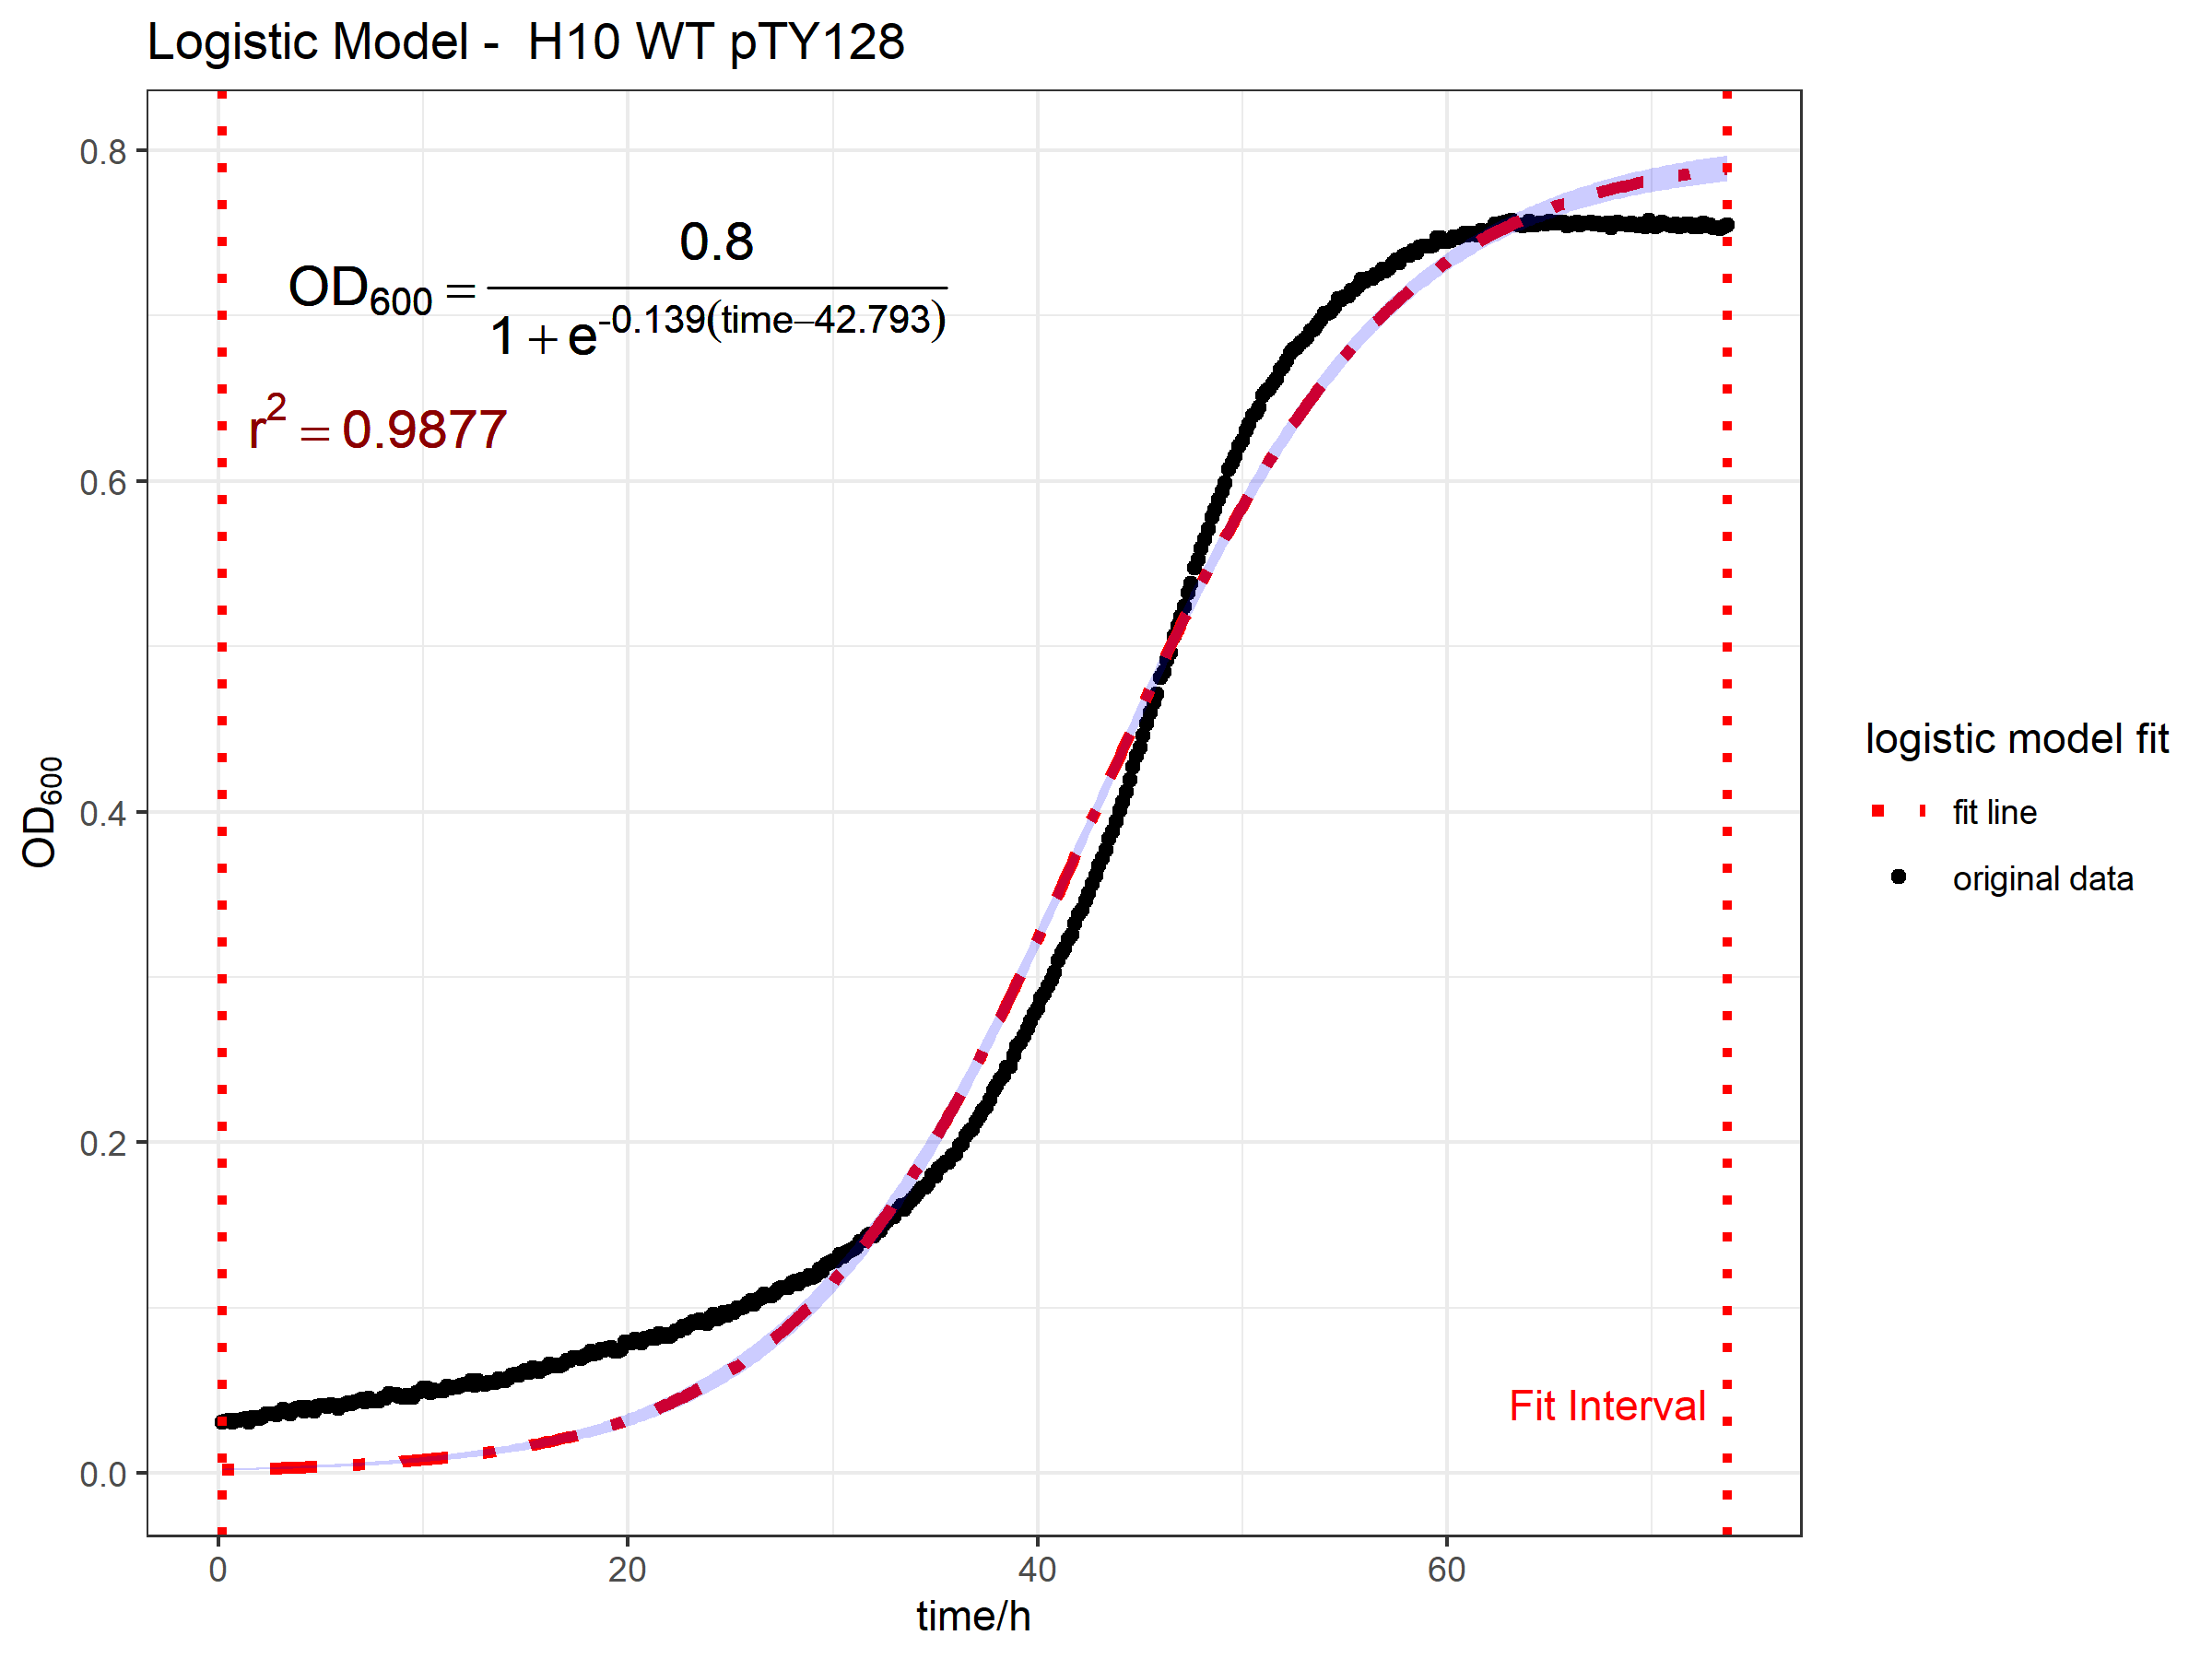 Logistic Model -  H10 WT pTY128
OD₆₀₀
0.8
0.6
0.4
0.2
0.0
OD₆₀₀ = 0.8 / 1 + e^-0.139(time−42.793)
r² = 0.9877
Fit Interval
0 20 40 60
time/h
logistic model fit
fit line
original data